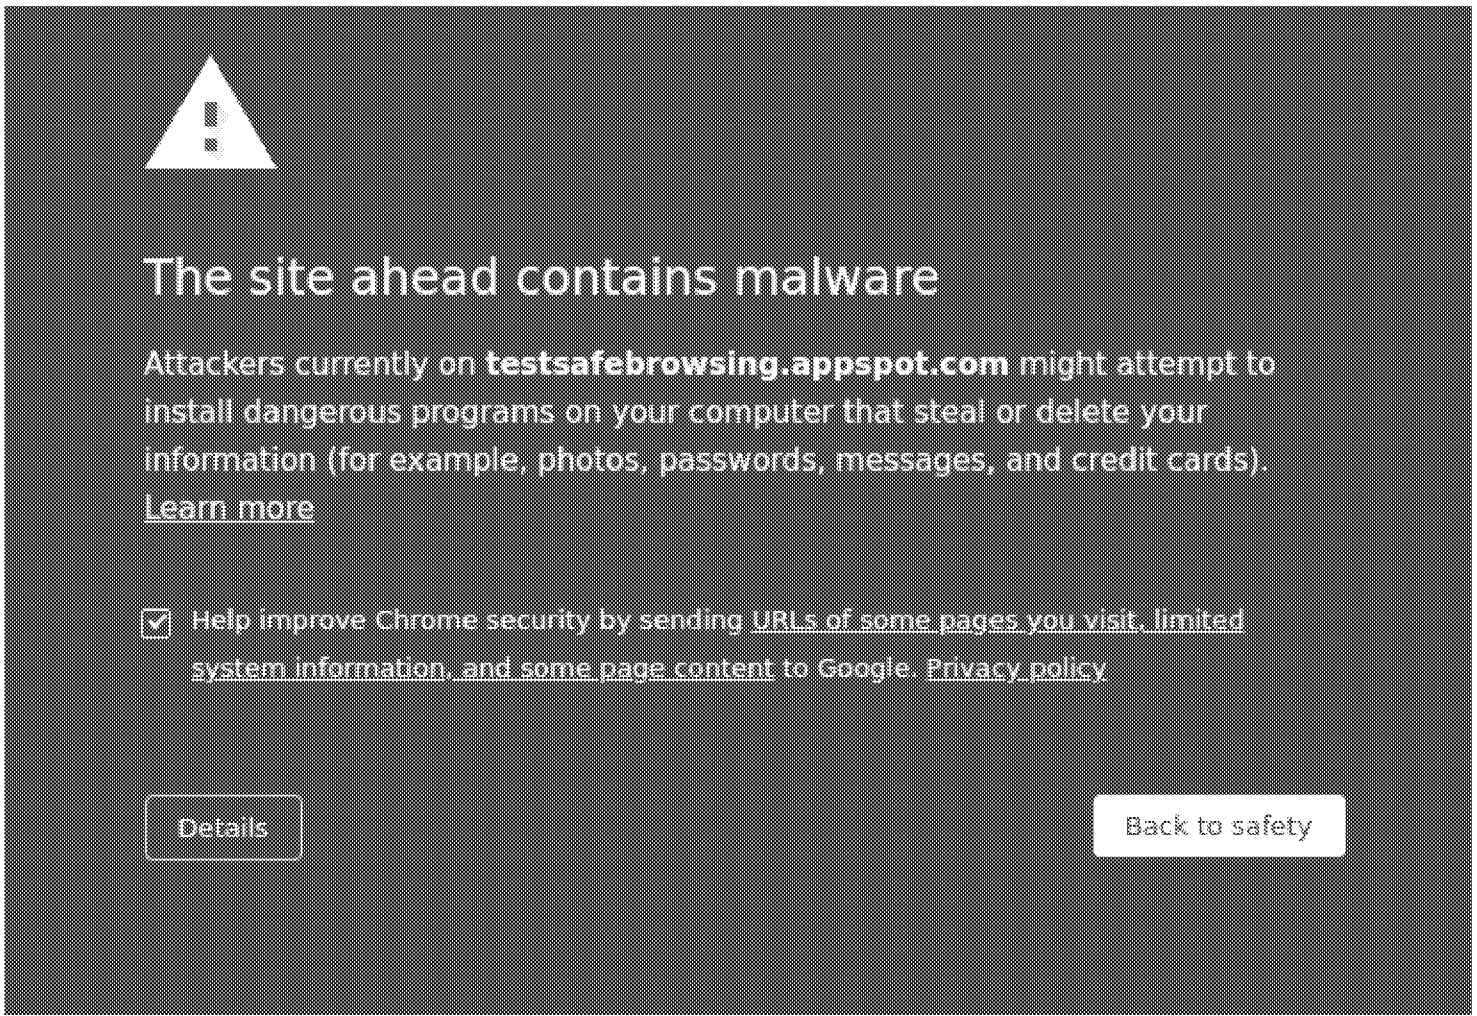 The site ahead contains malware
Attackers currently on testsafebrowsing.appspot.com might attempt to
install dangerous programs on your computer that steal or delete your
information (for example, photos, passwords, messages, and credit cards).
Learn more
Help improve Chrome security by sending URLs of some pages you visit, limited
system information, and some page content to Google. Privacy policy
Details
Back to safety